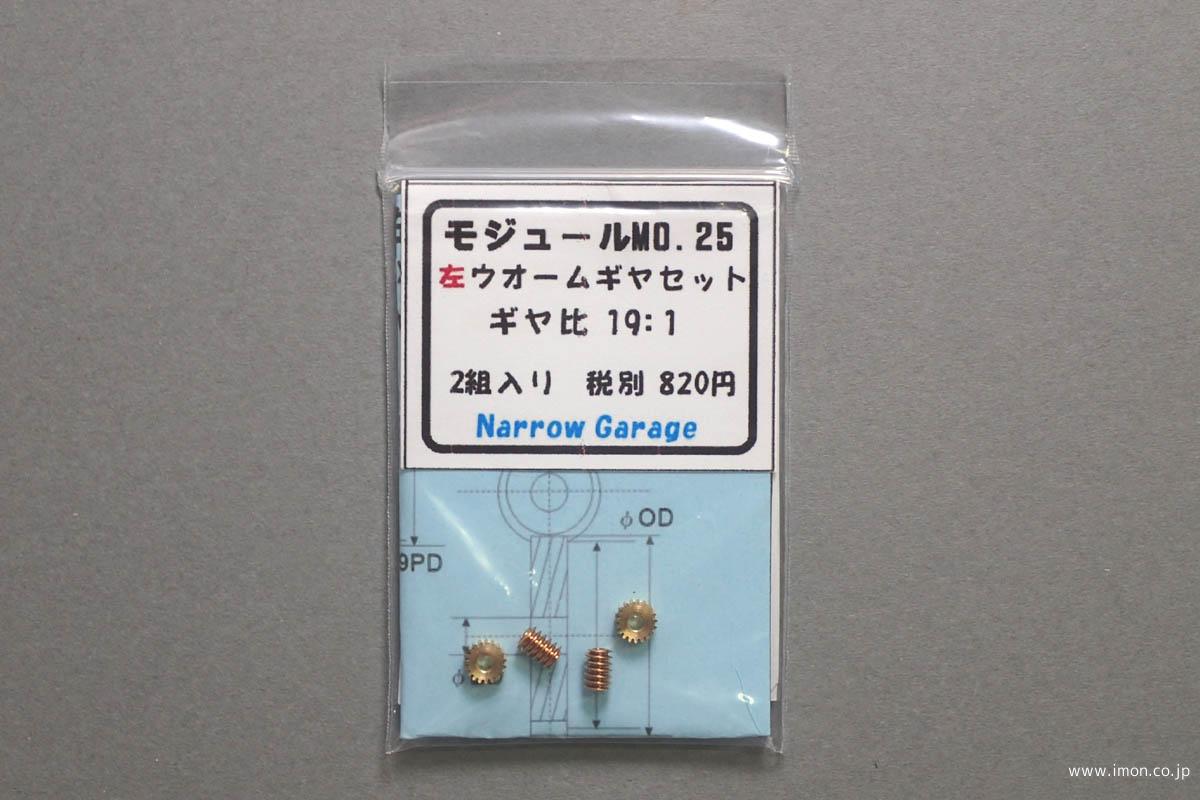 モジュールM0.25
左ウオームギヤセット
ギヤ比 19:1
2組入り 税別 820円
Narrow Garage
φOD
9PD
φ
www.imon.co.jp